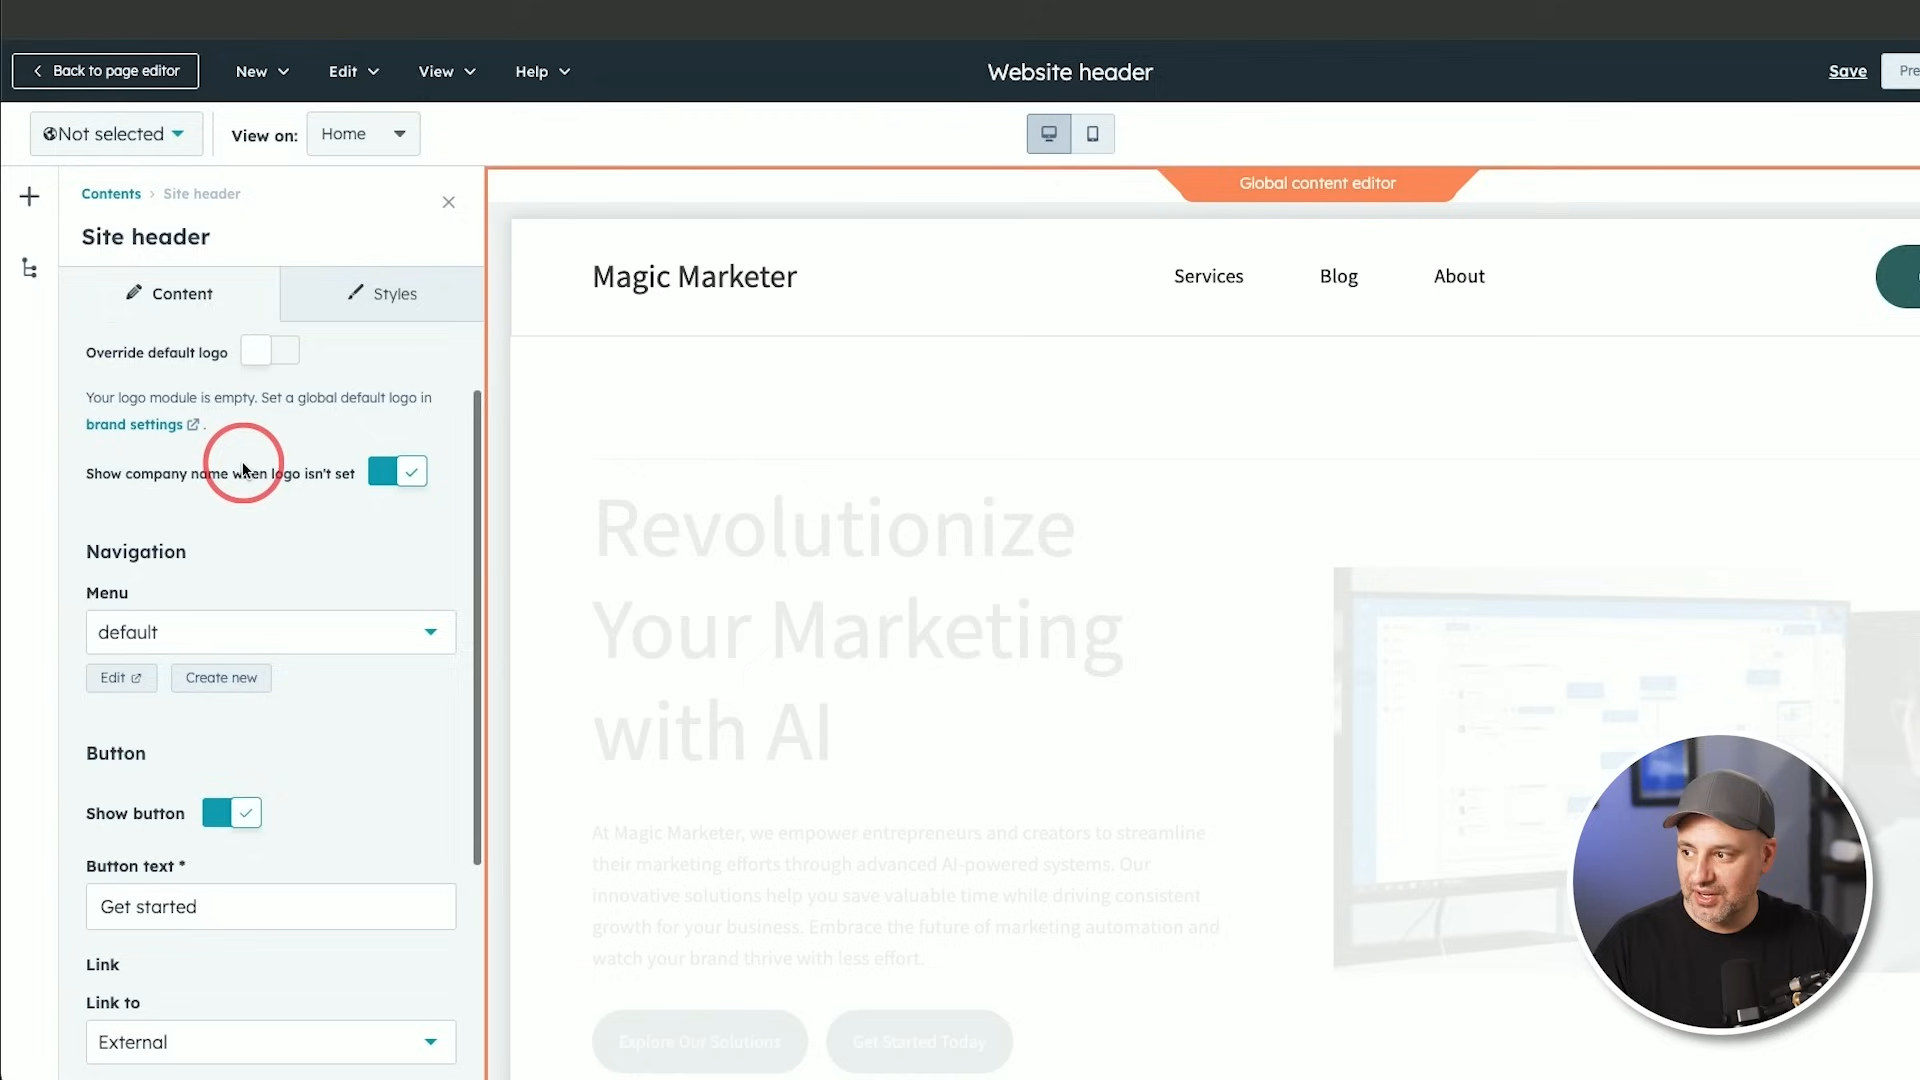 Back to page editor
New
Edit
View
Help
Website header
Save
Pre
Not selected
View on:
Home
Contents › Site header
Global content editor
Site header
Content
Styles
Magic Marketer
Services
Blog
About
Override default logo
Your logo module is empty. Set a global default logo in
brand settings .
Show company name when logo isn't set
Navigation
Menu
default
Edit
Create new
Button
Show button
Button text *
Get started
Link
Link to
External
Revolutionize
Your Marketing
with AI
At Magic Marketer, we empower entrepreneurs and creators to streamline
their marketing efforts through advanced AI-powered systems. Our
innovative solutions help you save valuable time while driving consistent
growth for your business. Embrace the future of marketing automation and
watch your brand thrive with less effort.
Explore Our Solutions
Get Started Today